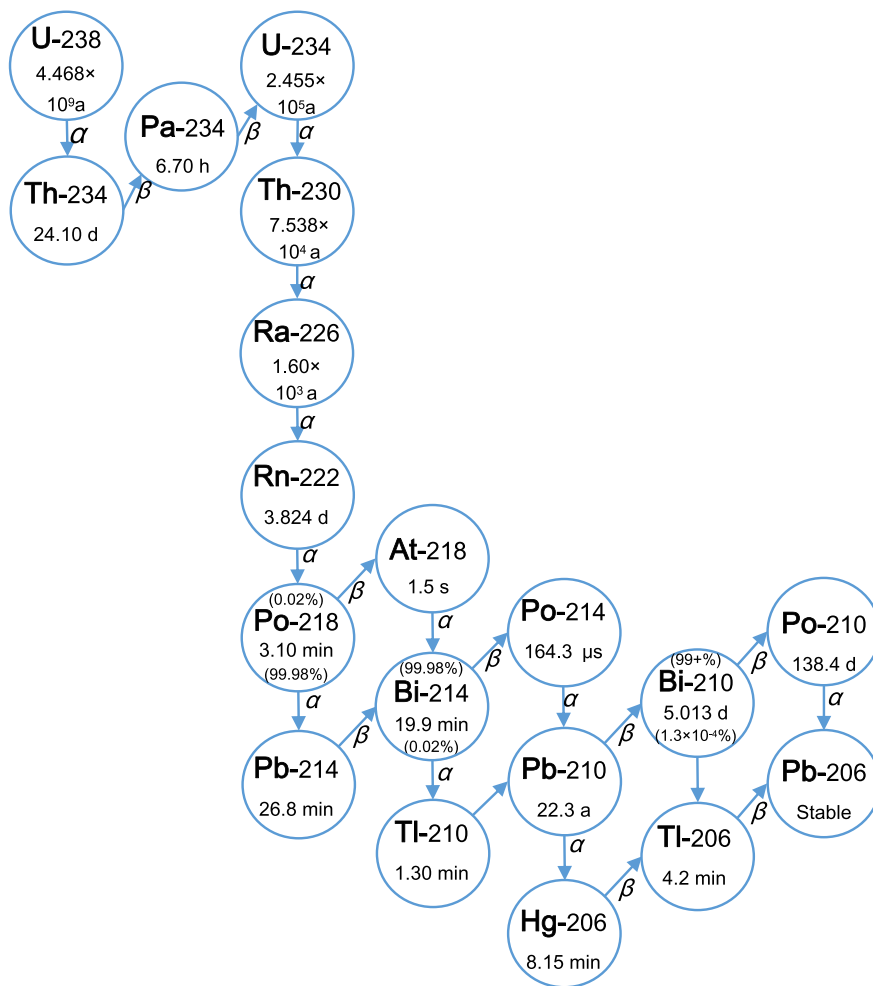 U-238
4.468×
10⁹a
α
Th-234
24.10 d
β
Pa-234
6.70 h
β
U-234
2.455×
10⁵a
α
Th-230
7.538×
10⁴ a
α
Ra-226
1.60×
10³ a
α
Rn-222
3.824 d
α
(0.02%)
Po-218
3.10 min
(99.98%)
β
At-218
1.5 s
α
α
Pb-214
26.8 min
β
(99.98%)
Bi-214
19.9 min
(0.02%)
β
Po-214
164.3 µs
α
α
Tl-210
1.30 min
Pb-210
22.3 a
β
(99+%)
Bi-210
5.013 d
(1.3×10⁻⁴%)
β
Po-210
138.4 d
α
α
Hg-206
8.15 min
β
Tl-206
4.2 min
β
Pb-206
Stable